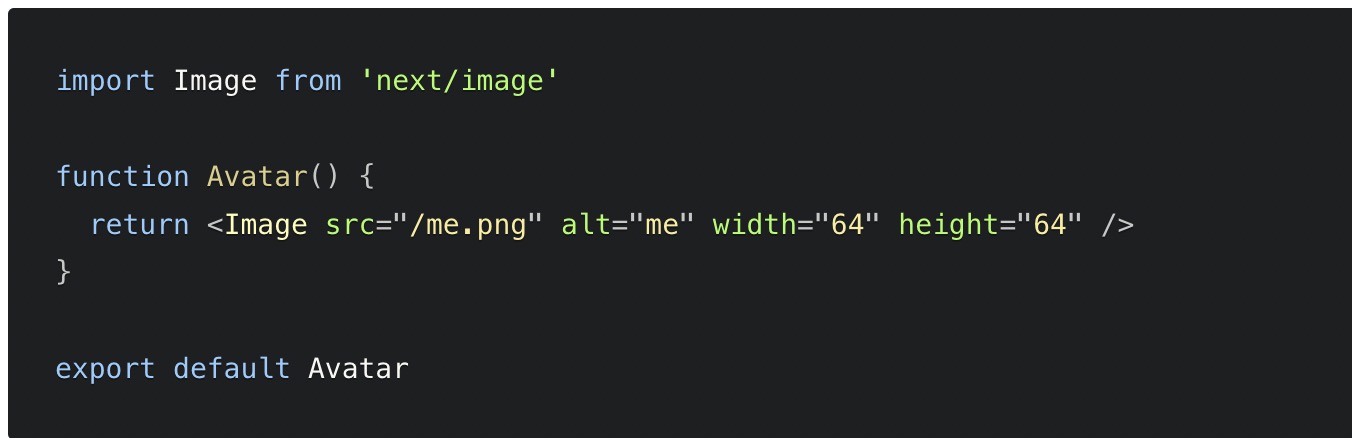 import Image from 'next/image'
function Avatar() {
  return <Image src="/me.png" alt="me" width="64" height="64" />
}
export default Avatar